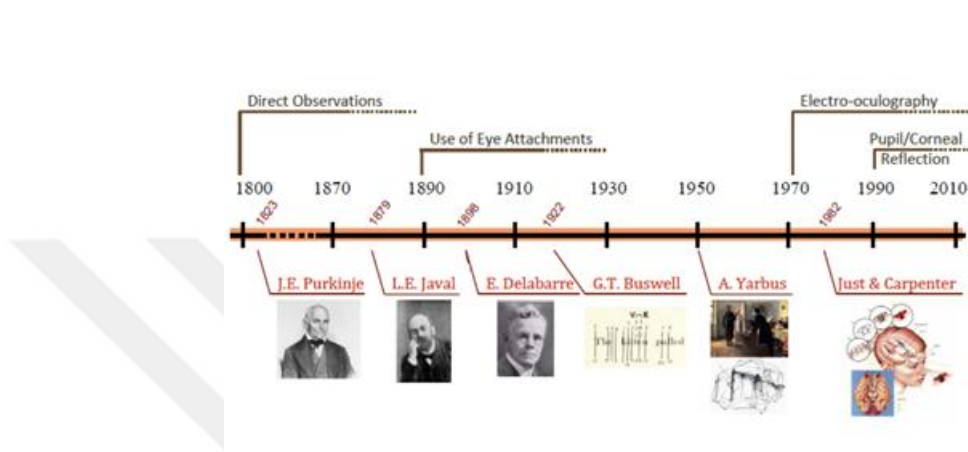 Direct Observations
Electro-oculography
Use of Eye Attachments
Pupil/Corneal
Reflection
1800 1870 1890 1910 1930 1950 1970 1990 2010
1823 1879 1898 1922 1982
J.E. Purkinje L.E. Javal E. Delabarre G.T. Buswell A. Yarbus Just & Carpenter